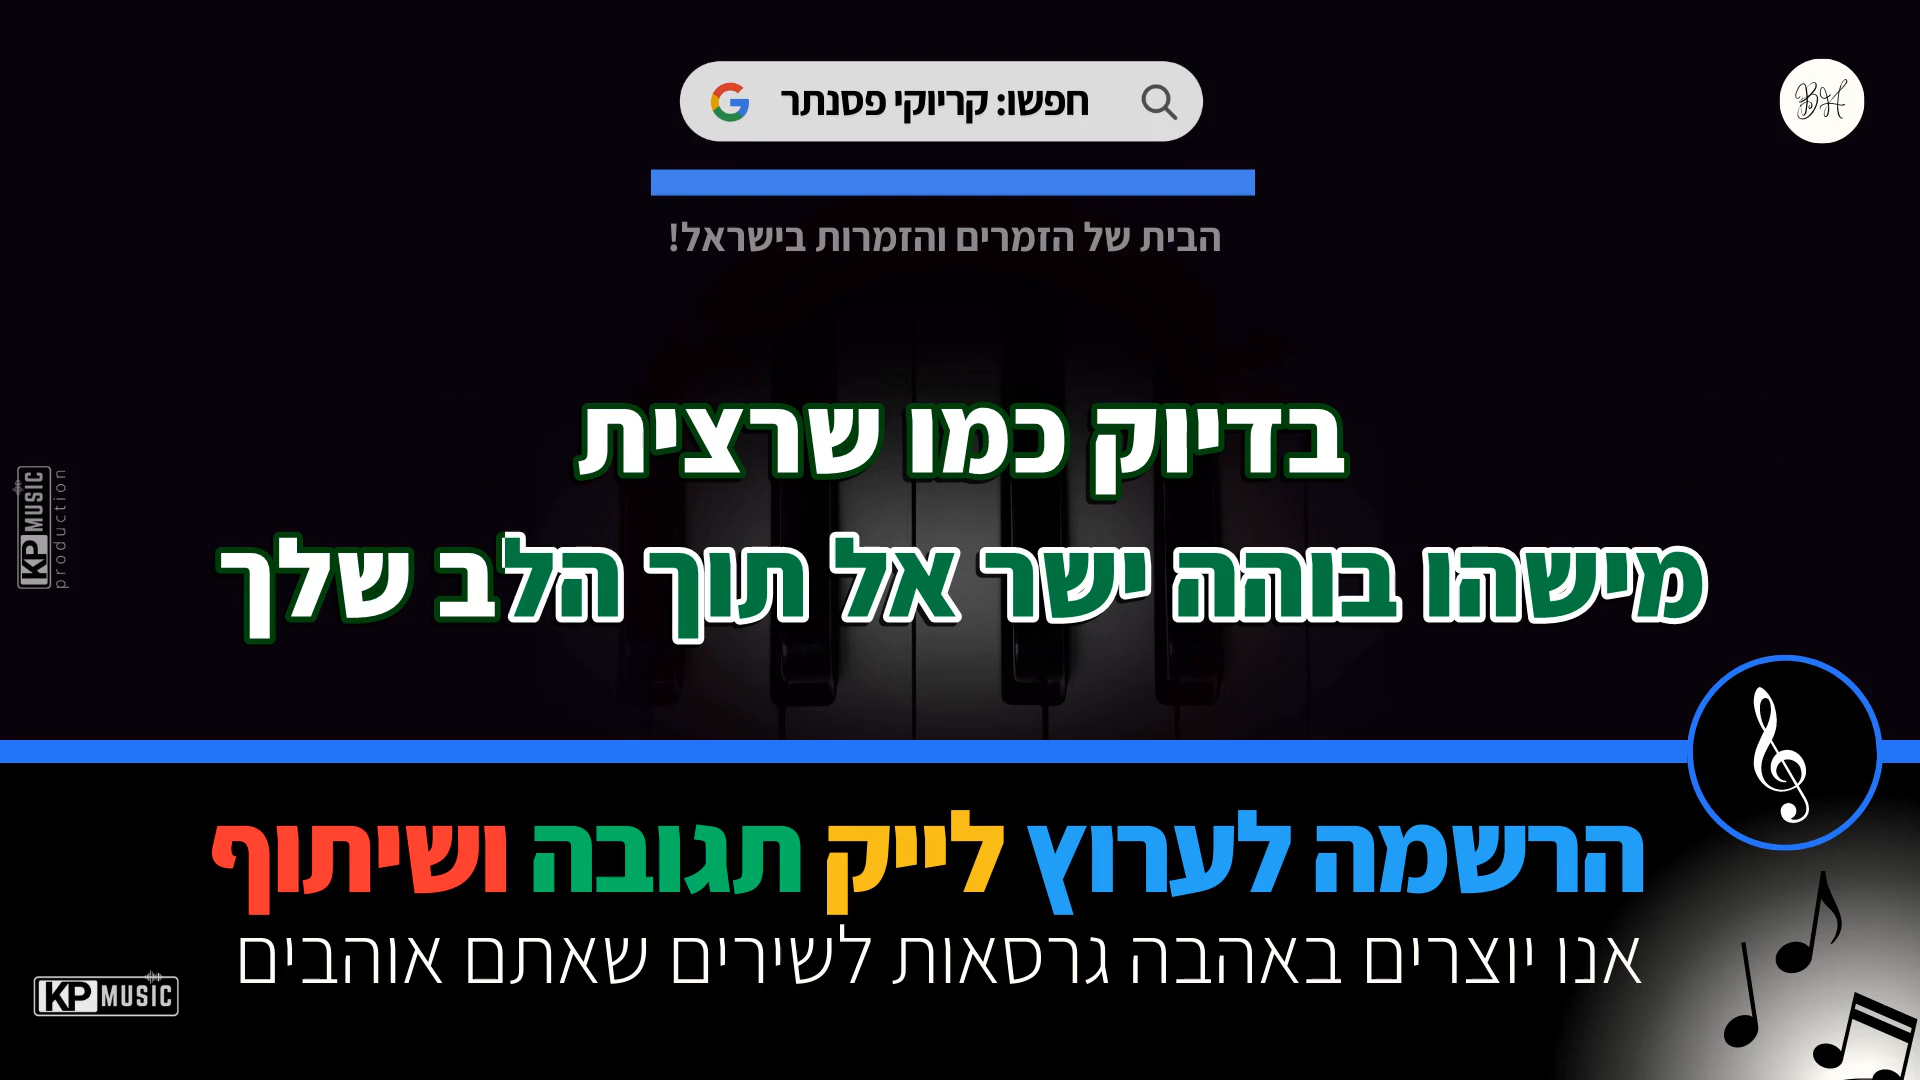 חפשו: קריוקי פסנתר
BH
הבית של הזמרים והזמרות בישראל!
בדיוק כמו שרצית
מישהו בוהה ישר אל תוך הלב שלך
KP MUSIC
production
הרשמה לערוץ לייק תגובה ושיתוף
אנו יוצרים באהבה גרסאות לשירים שאתם אוהבים
KP MUSIC